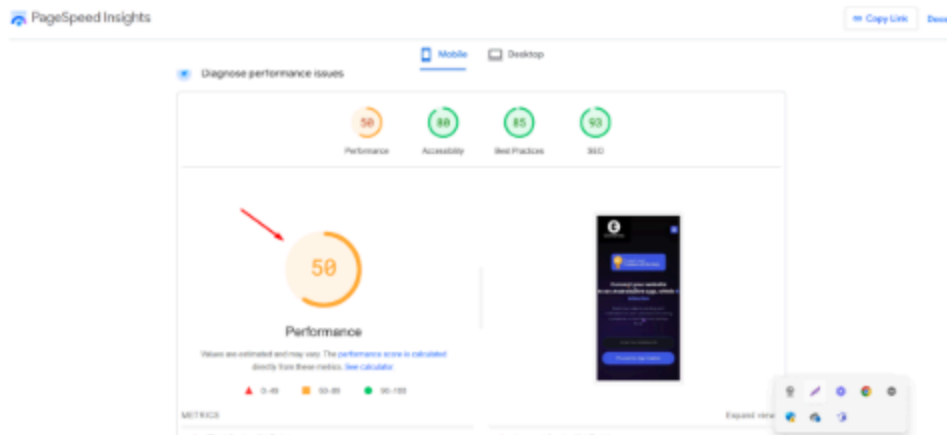 PageSpeed Insights
Copy Link
Mobile Desktop
Diagnose performance issues
50 80 85 93
Performance Accessibility Best Practices SEO
50
Performance
Values are estimated and may vary. The performance score is calculated
directly from these metrics. See calculator.
0-49 50-89 90-100
METRICS Expand view